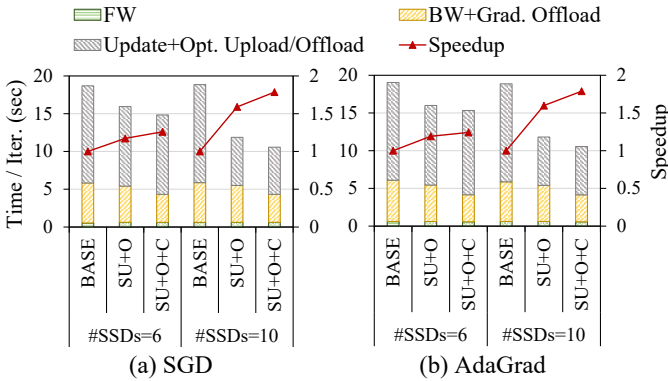 FW
BW+Grad. Offload
Update+Opt. Upload/Offload
Speedup
Time / Iter. (sec)
20
15
10
5
0
2
1.5
1
0.5
0
BASE
SU+O
SU+O+C
BASE
SU+O
SU+O+C
#SSDs=6
#SSDs=10
(a) SGD
20
15
10
5
0
2
1.5
1
0.5
0
Speedup
BASE
SU+O
SU+O+C
BASE
SU+O
SU+O+C
#SSDs=6
#SSDs=10
(b) AdaGrad